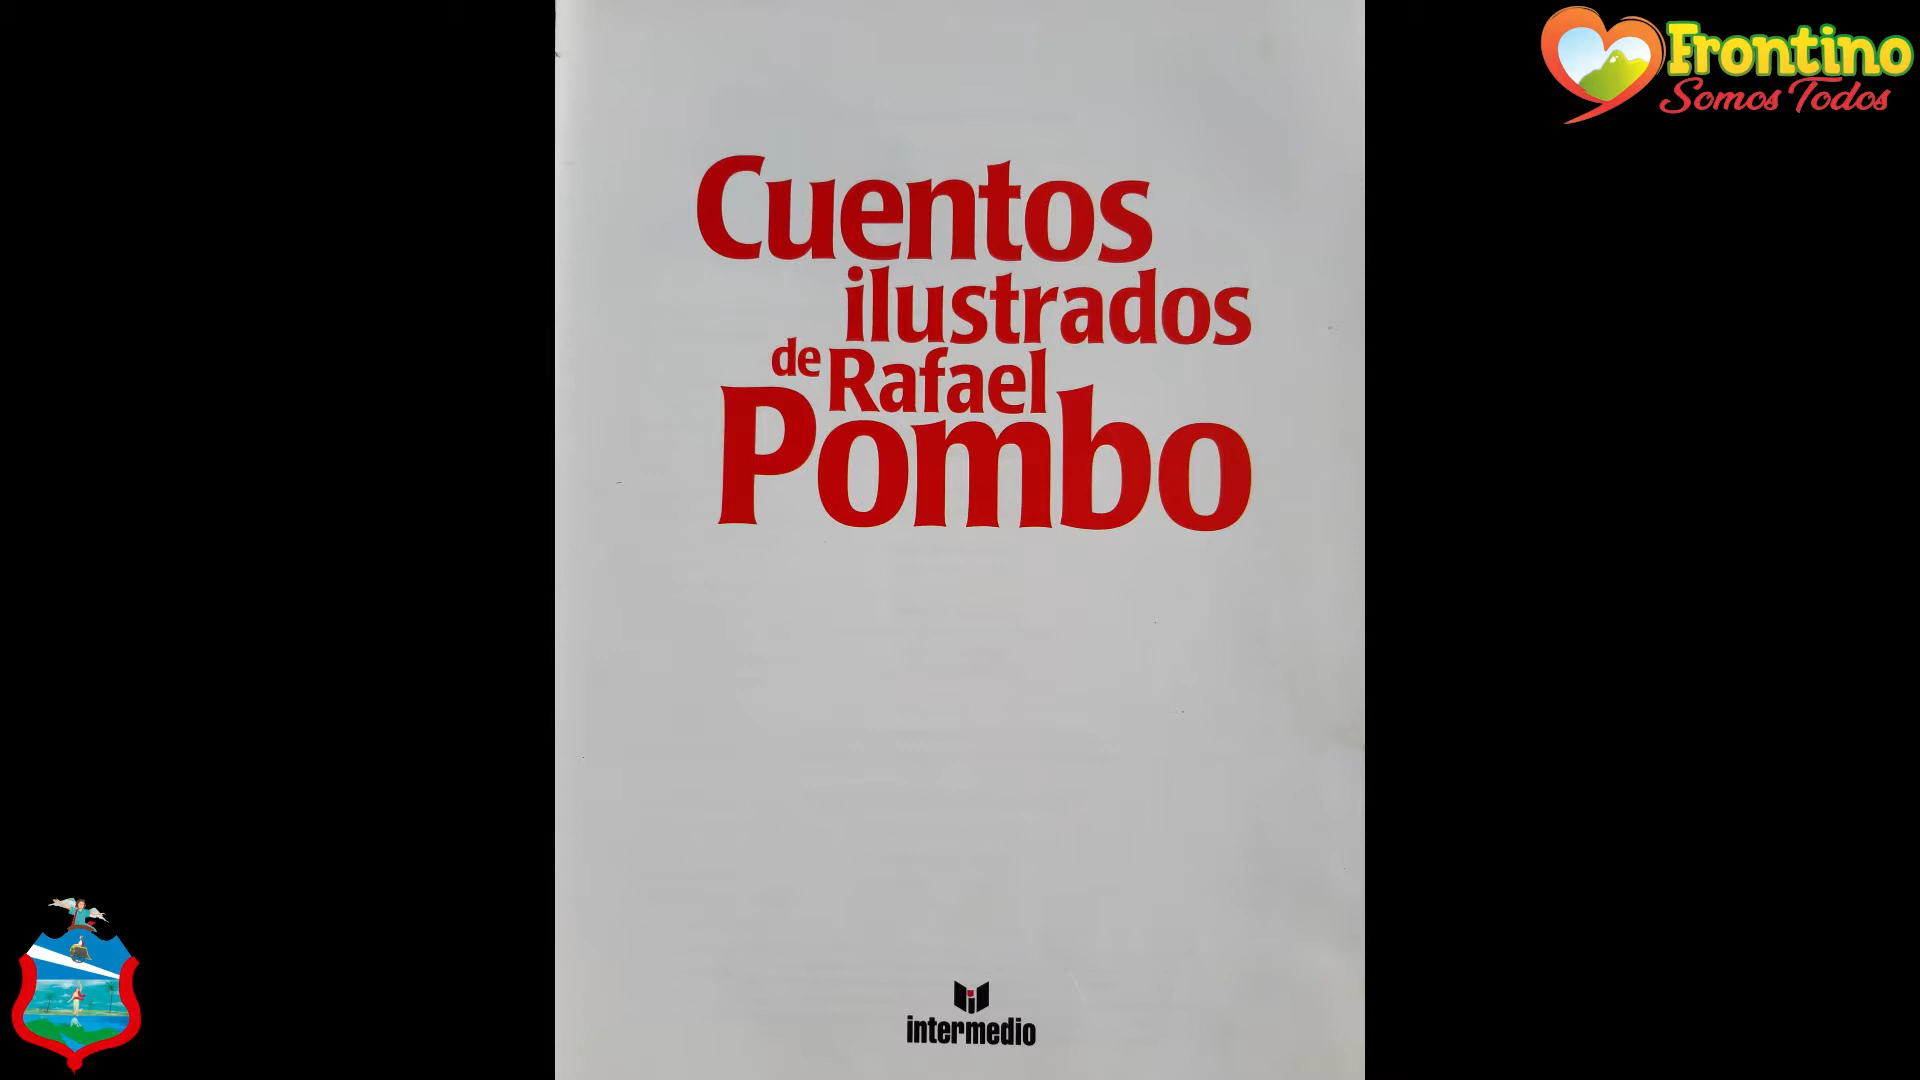 Frontino
Somos Todos
Cuentos
ilustrados
de Rafael
Pombo
intermedio